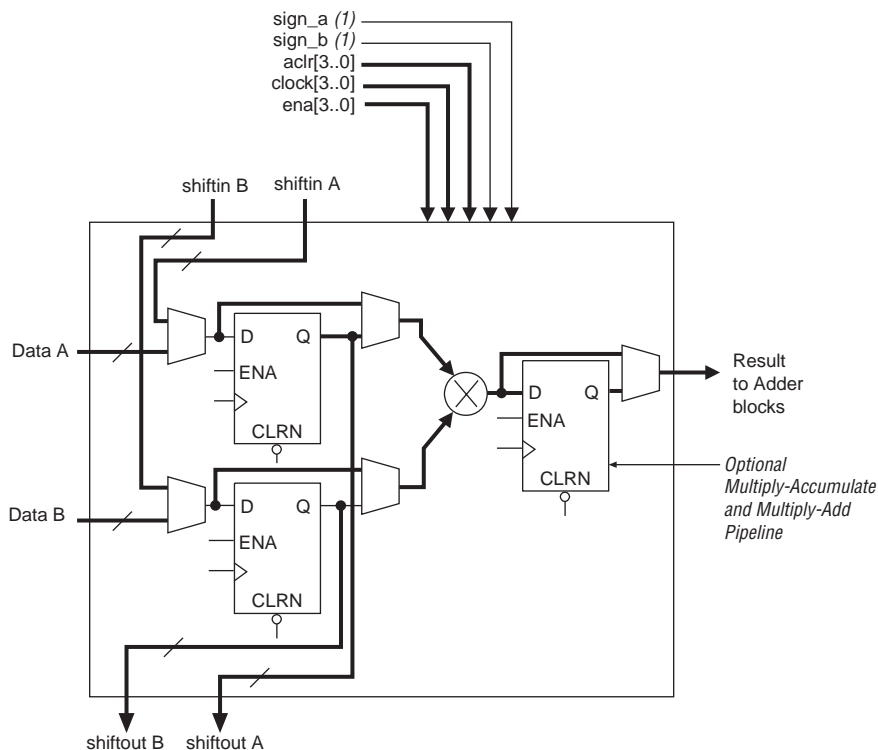 sign_a (1)
sign_b (1)
aclr[3..0]
clock[3..0]
ena[3..0]
shiftin B
shiftin A
Data A
D
Q
ENA
CLRN
Data B
D
Q
ENA
CLRN
D
Q
ENA
CLRN
Result
to Adder
blocks
Optional
Multiply-Accumulate
and Multiply-Add
Pipeline
shiftout B
shiftout A